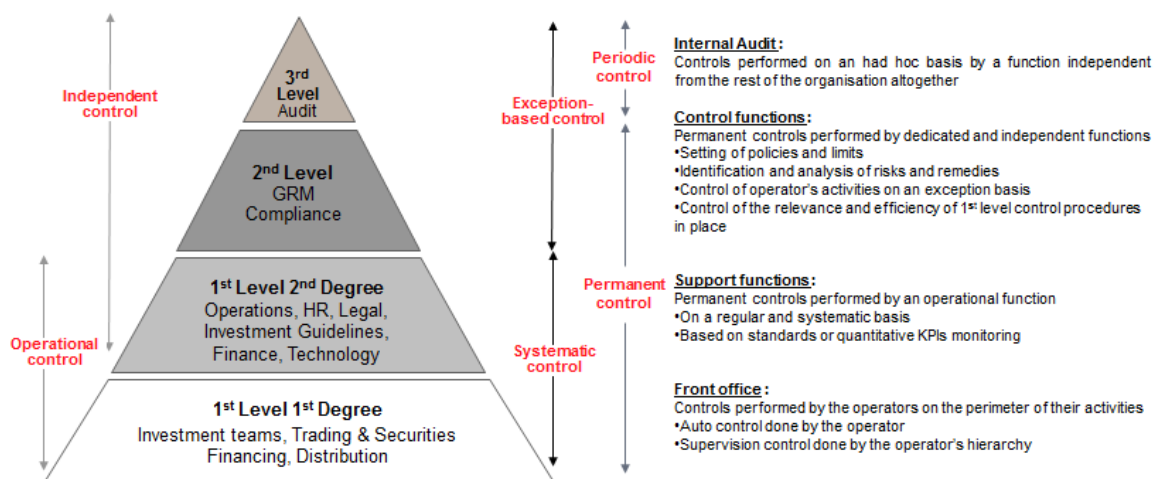 3rd
Level
Audit
2nd Level
GRM
Compliance
1st Level 2nd Degree
Operations, HR, Legal,
Investment Guidelines,
Finance, Technology
1st Level 1st Degree
Investment teams, Trading & Securities
Financing, Distribution
Independent
control
Operational
control
Exception-
based control
Systematic
control
Periodic
control
Permanent
control
Internal Audit:
Controls performed on an had hoc basis by a function independent
from the rest of the organisation altogether
Control functions:
Permanent controls performed by dedicated and independent functions
•Setting of policies and limits
•Identification and analysis of risks and remedies
•Control of operator's activities on an exception basis
•Control of the relevance and efficiency of 1st level control procedures
in place
Support functions:
Permanent controls performed by an operational function
•On a regular and systematic basis
•Based on standards or quantitative KPIs monitoring
Front office:
Controls performed by the operators on the perimeter of their activities
•Auto control done by the operator
•Supervision control done by the operator's hierarchy